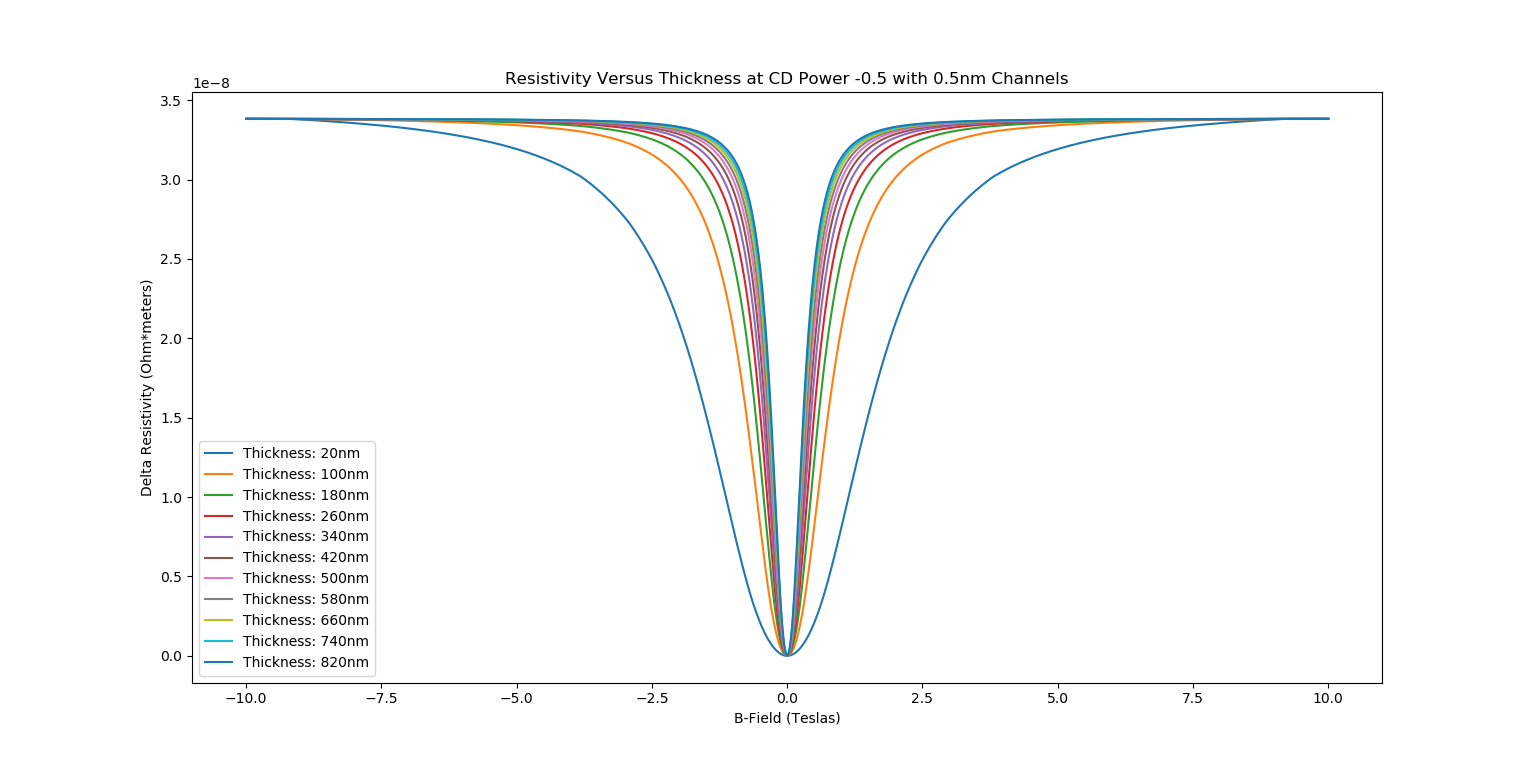 Resistivity Versus Thickness at CD Power -0.5 with 0.5nm Channels
1e−8
3.5
3.0
2.5
2.0
1.5
1.0
0.5
0.0
Delta Resistivity (Ohm*meters)
Thickness: 20nm
Thickness: 100nm
Thickness: 180nm
Thickness: 260nm
Thickness: 340nm
Thickness: 420nm
Thickness: 500nm
Thickness: 580nm
Thickness: 660nm
Thickness: 740nm
Thickness: 820nm
−10.0 −7.5 −5.0 −2.5 0.0 2.5 5.0 7.5 10.0
B-Field (Teslas)